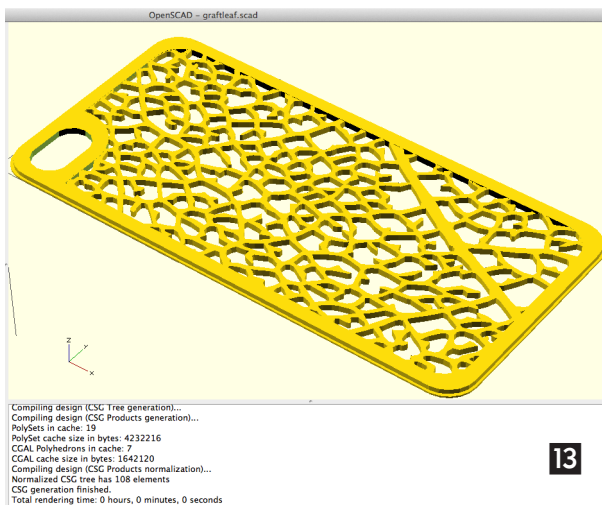 OpenSCAD – graftleaf.scad
Z
Y
X
Compiling design (CSG Tree generation)...
Compiling design (CSG Products generation)...
PolySets in cache: 19
PolySet cache size in bytes: 4232216
CGAL Polyhedrons in cache: 7
CGAL cache size in bytes: 1642120
Compiling design (CSG Products normalization)...
Normalized CSG tree has 108 elements
CSG generation finished.
Total rendering time: 0 hours, 0 minutes, 0 seconds
13